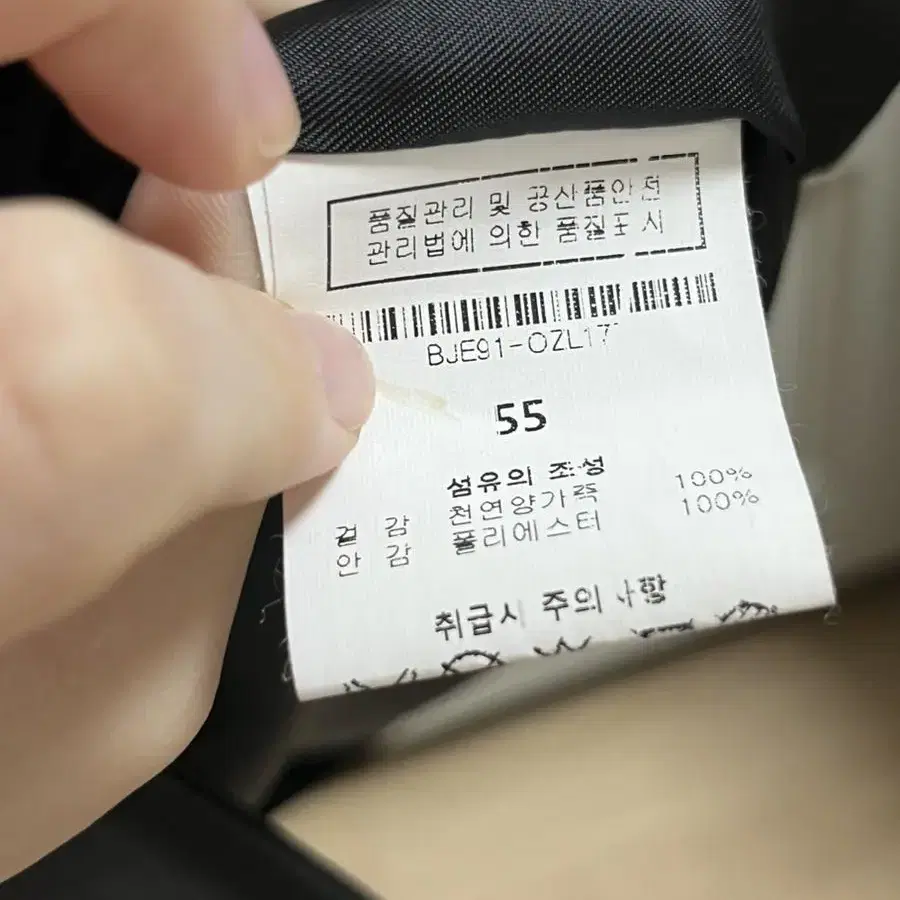 품질관리 및 공산품안전
관리법에 의한 품질표시
BJE91-OZL17
55
섬유의 조성
겉 감 천연양가죽 100%
안 감 폴리에스터 100%
취급시 주의 사항